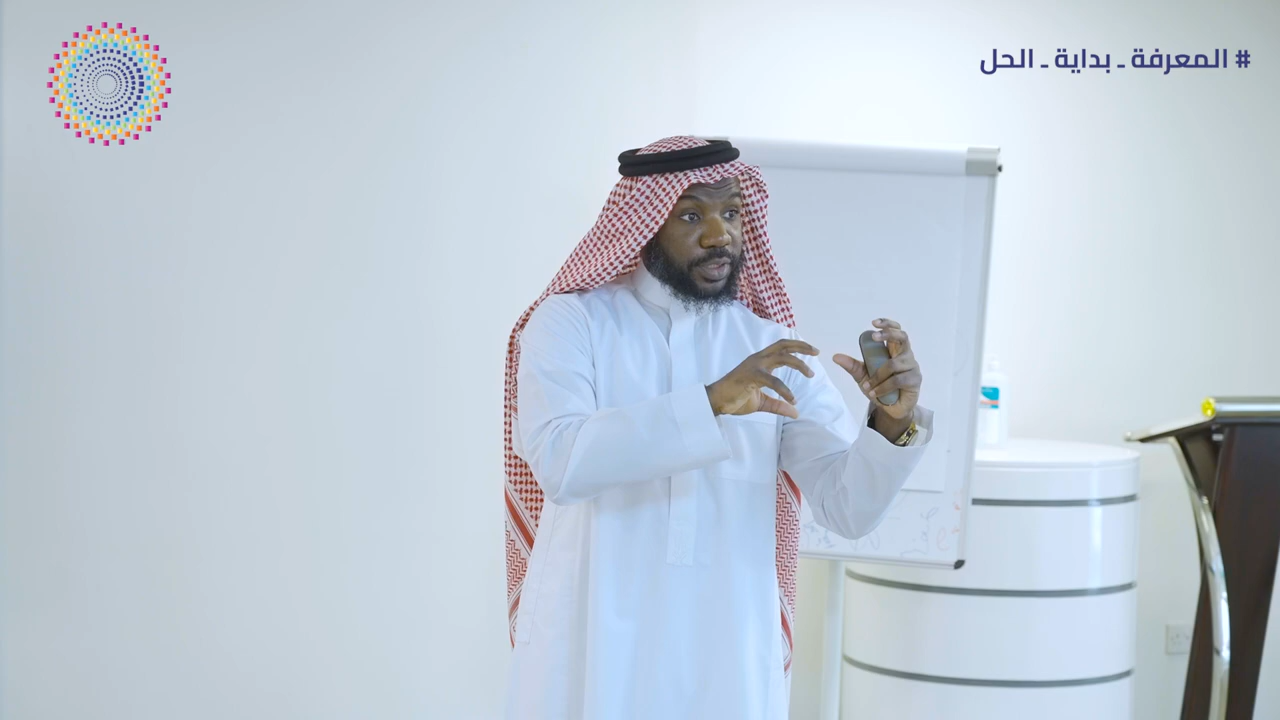 # المعرفة ـ بداية ـ الحل